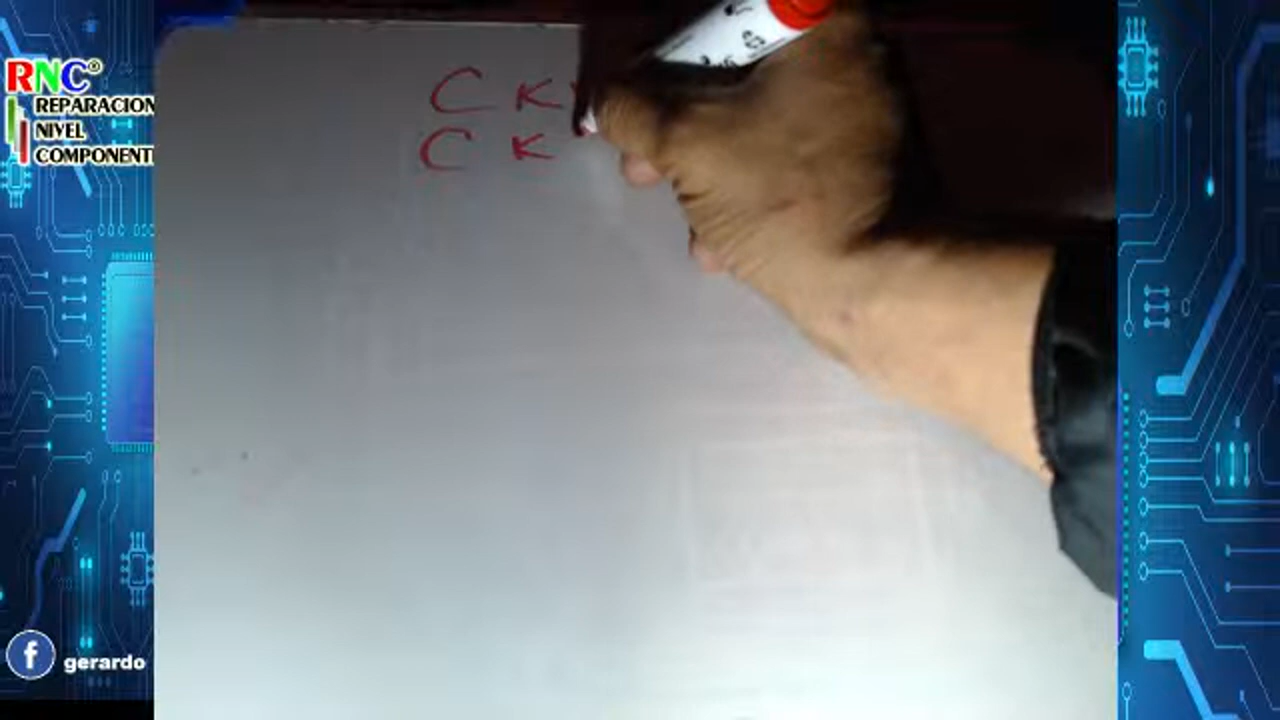 RNC®
REPARACION
NIVEL
COMPONENT
C K
C K
f gerardo